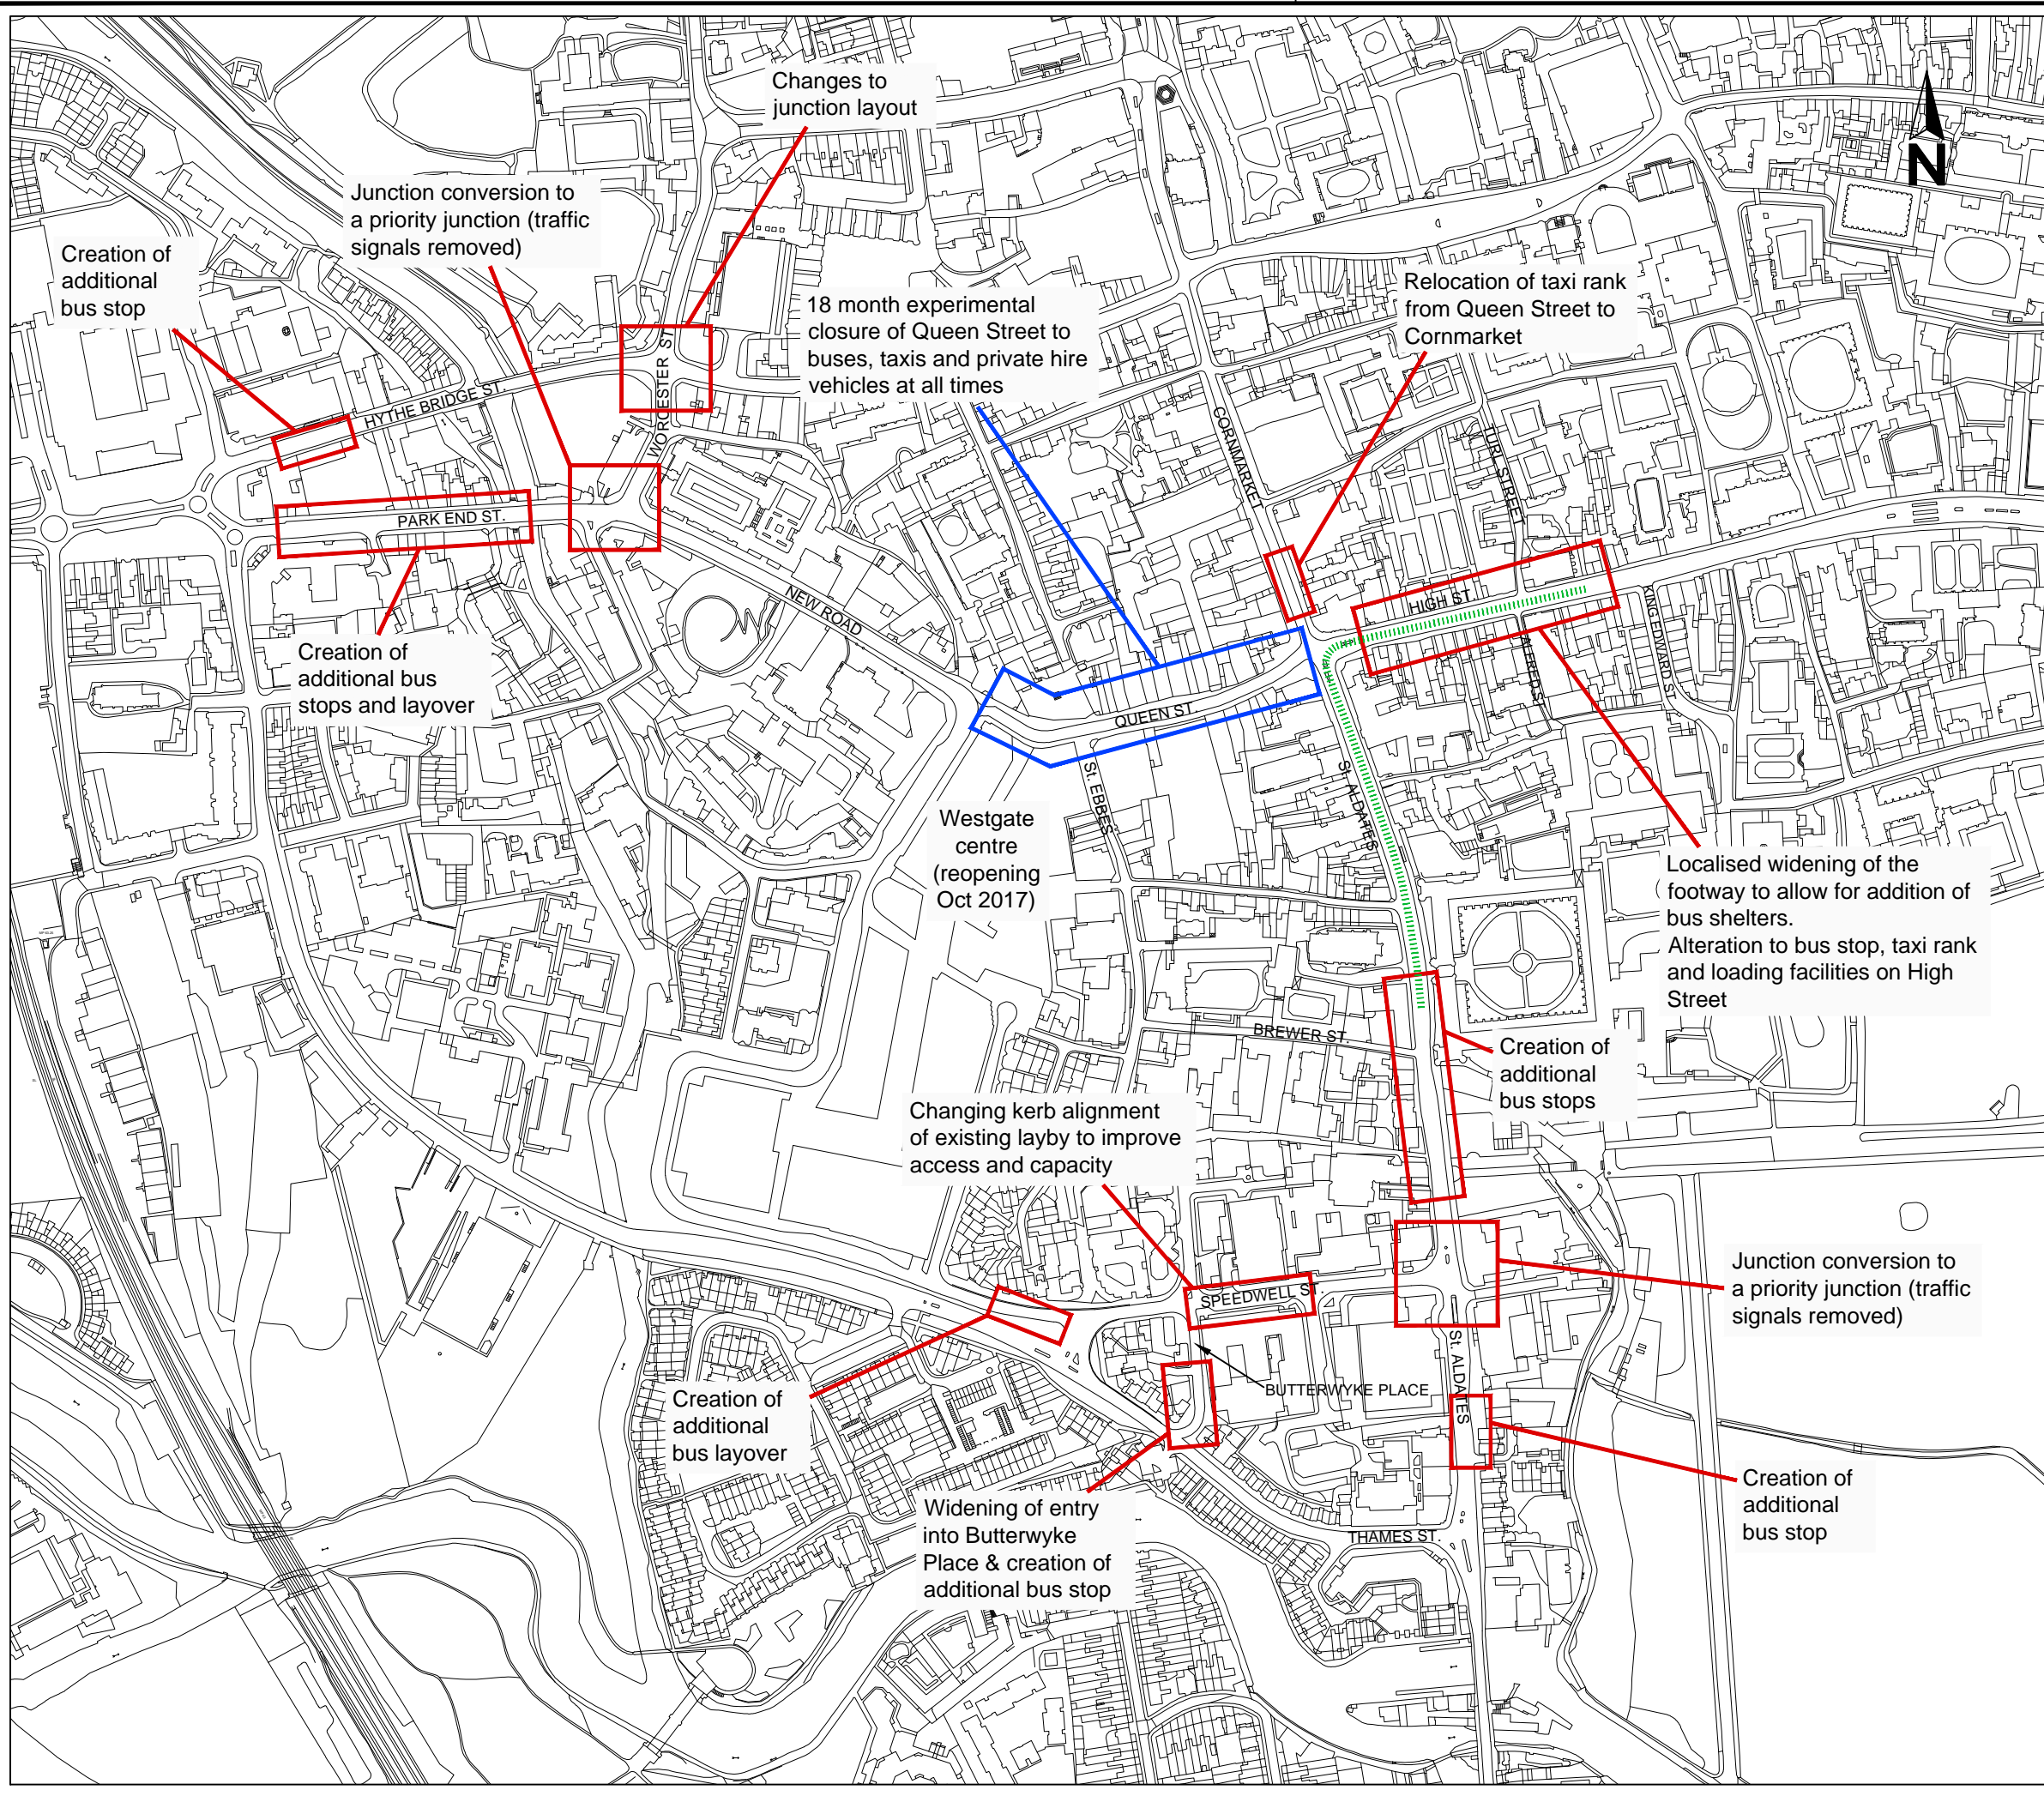 Changes to
junction layout
N
Junction conversion to
a priority junction (traffic
signals removed)
Creation of
additional
bus stop
18 month experimental
closure of Queen Street to
buses, taxis and private hire
vehicles at all times
Relocation of taxi rank
from Queen Street to
Cornmarket
HYTHE BRIDGE ST.
WORCESTER ST.
CORNMARKET
TURL STREET
PARK END ST.
NEW ROAD
HIGH ST.
KING EDWARD ST.
ALFRED ST.
Creation of
additional bus
stops and layover
QUEEN ST.
St. EBBES
St. ALDATES
Westgate
centre
(reopening
Oct 2017)
Localised widening of the
footway to allow for addition of
bus shelters.
Alteration to bus stop, taxi rank
and loading facilities on High
Street
BREWER ST.
Creation of
additional
bus stops
Changing kerb alignment
of existing layby to improve
access and capacity
Junction conversion to
a priority junction (traffic
signals removed)
SPEEDWELL ST.
St. ALDATES
BUTTERWYKE PLACE
Creation of
additional
bus layover
Creation of
additional
bus stop
Widening of entry
into Butterwyke
Place & creation of
additional bus stop
THAMES ST.